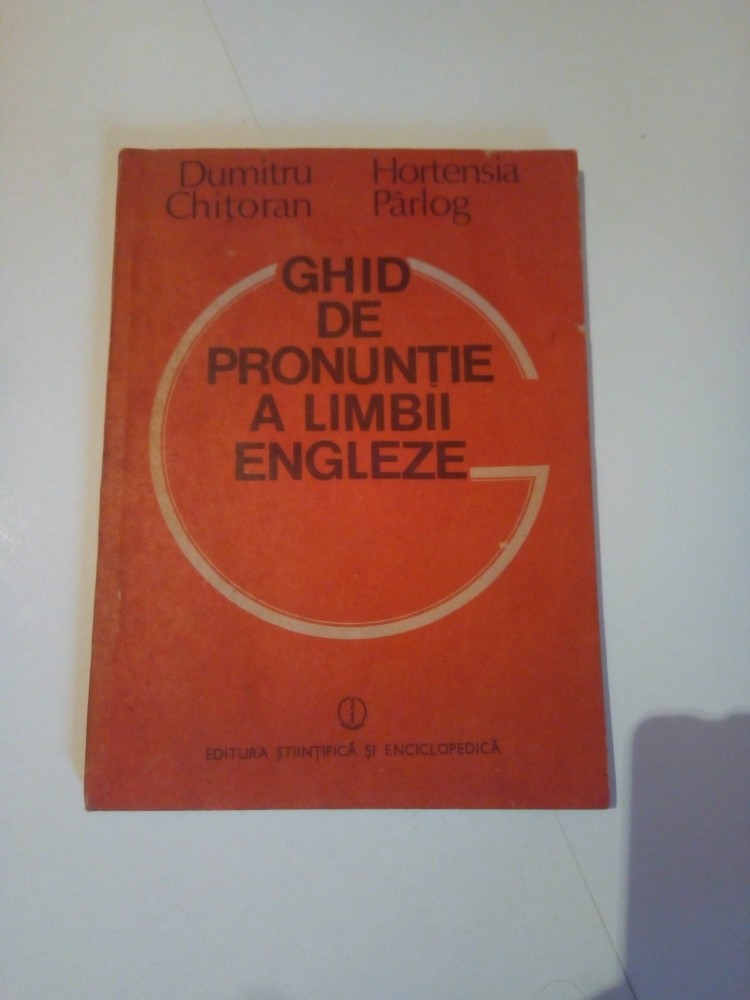 Dumitru Chiţoran
Hortensia Pârlog
GHID
DE
PRONUNŢIE
A LIMBII
ENGLEZE
EDITURA ŞTIINŢIFICĂ ŞI ENCICLOPEDICĂ